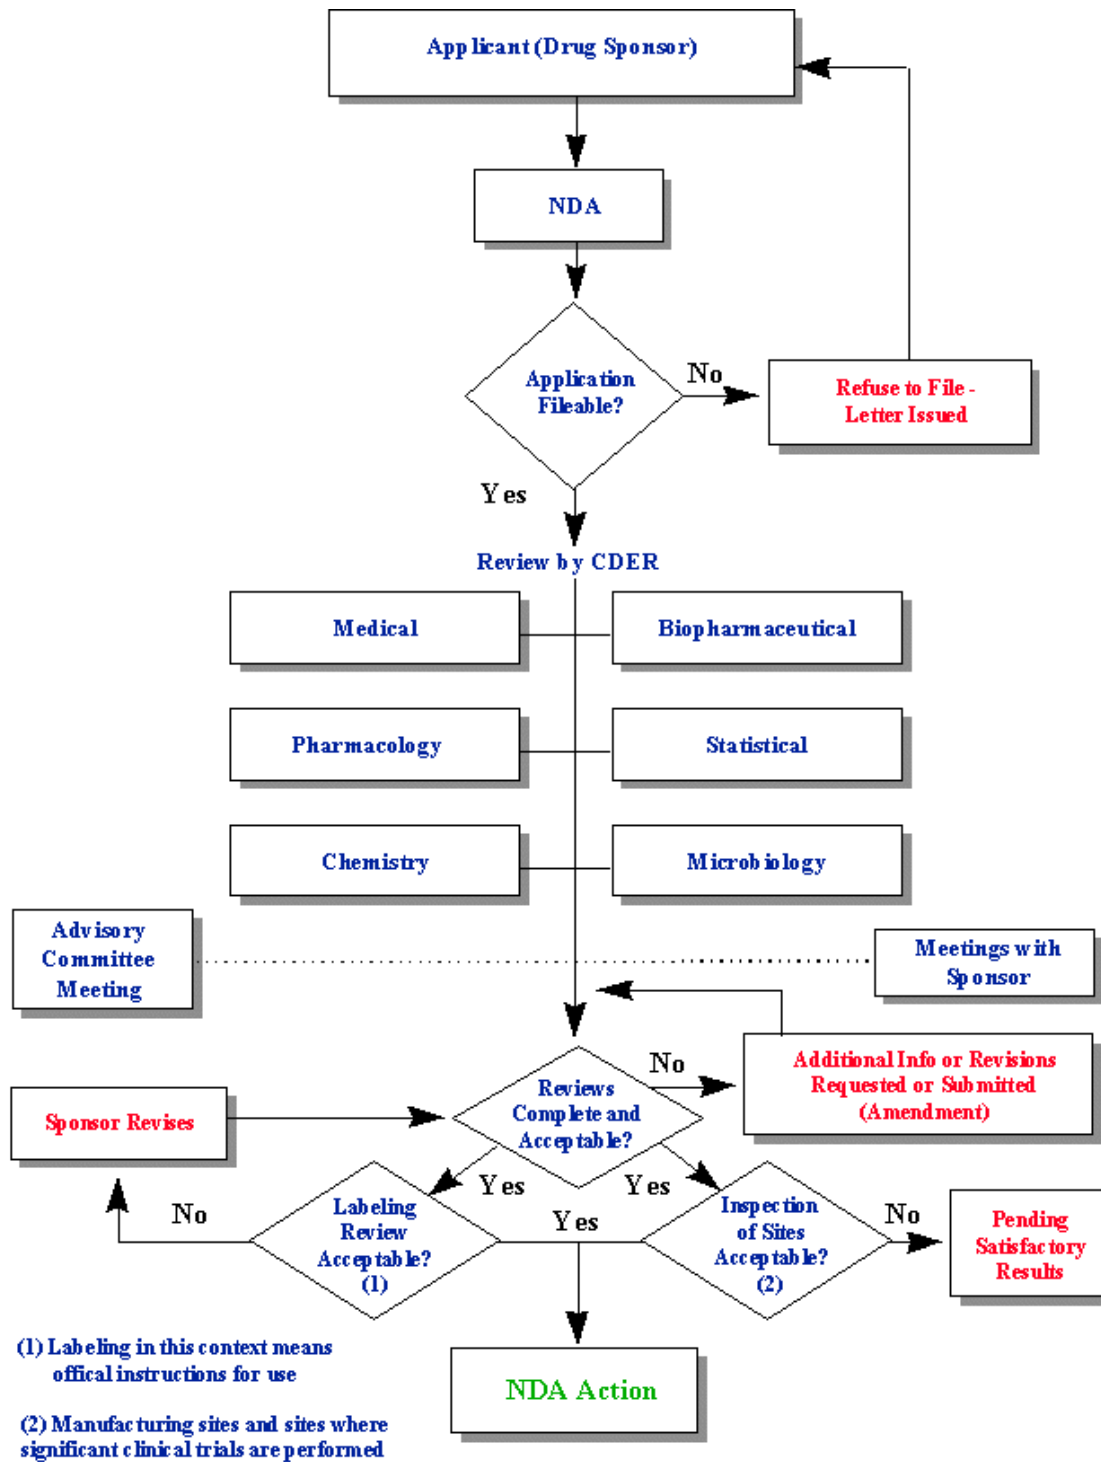 Applicant (Drug Sponsor)
NDA
Application
Fileable?
No
Refuse to File -
Letter Issued
Yes
Review by CDER
Medical
Biopharmaceutical
Pharmacology
Statistical
Chemistry
Microbiology
Advisory
Committee
Meeting
Meetings with
Sponsor
Reviews
Complete and
Acceptable?
No
Additional Info or Revisions
Requested or Submitted
(Amendment)
Sponsor Revises
Yes
Yes
No
Labeling
Review
Acceptable?
(1)
Yes
Inspection
of Sites
Acceptable?
(2)
No
Pending
Satisfactory
Results
(1) Labeling in this context means
offical instructions for use
NDA Action
(2) Manufacturing sites and sites where
significant clinical trials are performed